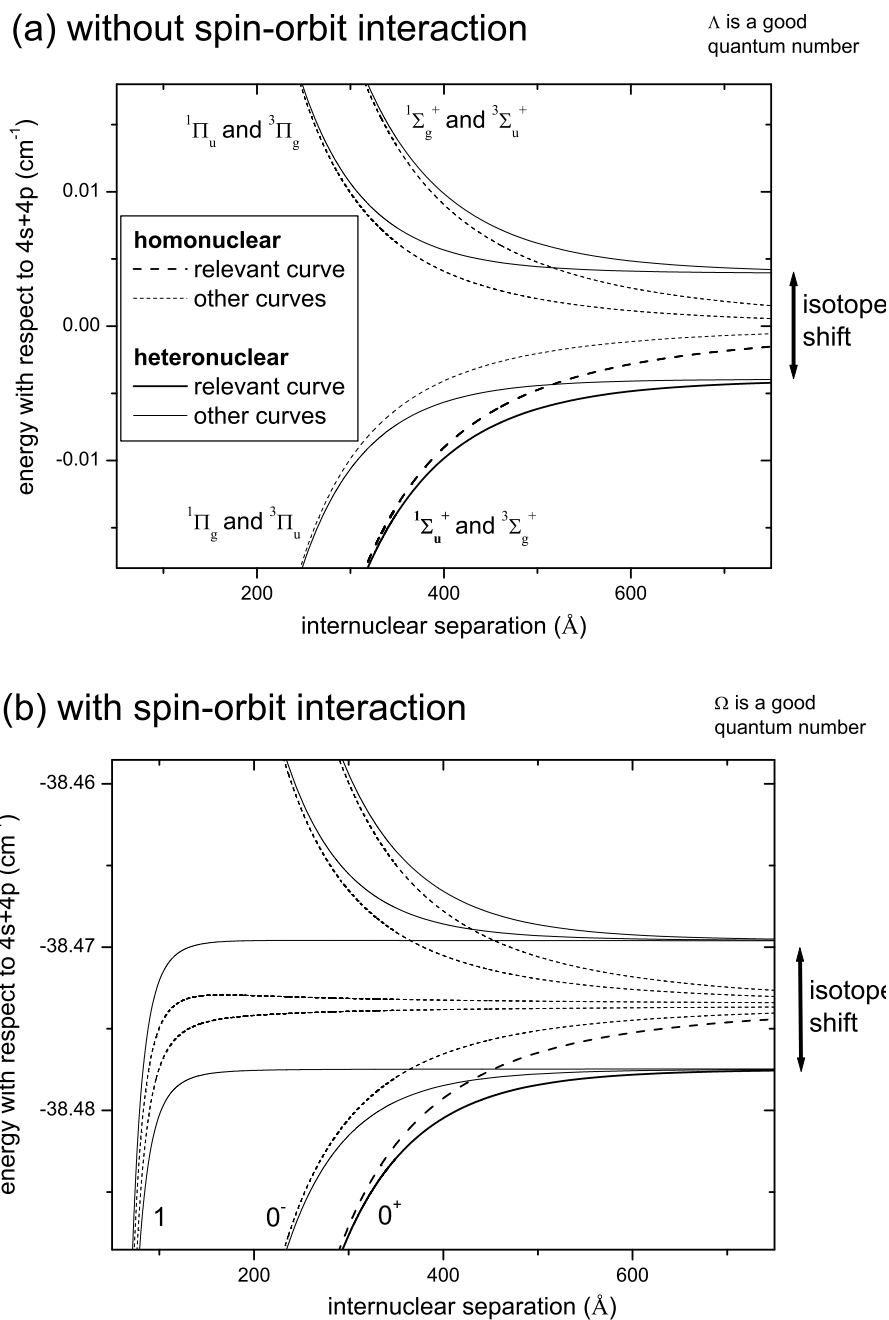 (a) without spin-orbit interaction
Λ is a good
quantum number
energy with respect to 4s+4p (cm⁻¹)
0.01
0.00
-0.01
¹Πᵤ and ³Π_g
¹Σ_g⁺ and ³Σᵤ⁺
homonuclear
relevant curve
other curves
heteronuclear
relevant curve
other curves
isotope
shift
¹Π_g and ³Πᵤ
¹Σᵤ⁺ and ³Σ_g⁺
200
400
600
internuclear separation (Å)
(b) with spin-orbit interaction
Ω is a good
quantum number
energy with respect to 4s+4p (cm⁻¹)
-38.46
-38.47
-38.48
isotope
shift
1
0⁻
0⁺
200
400
600
internuclear separation (Å)